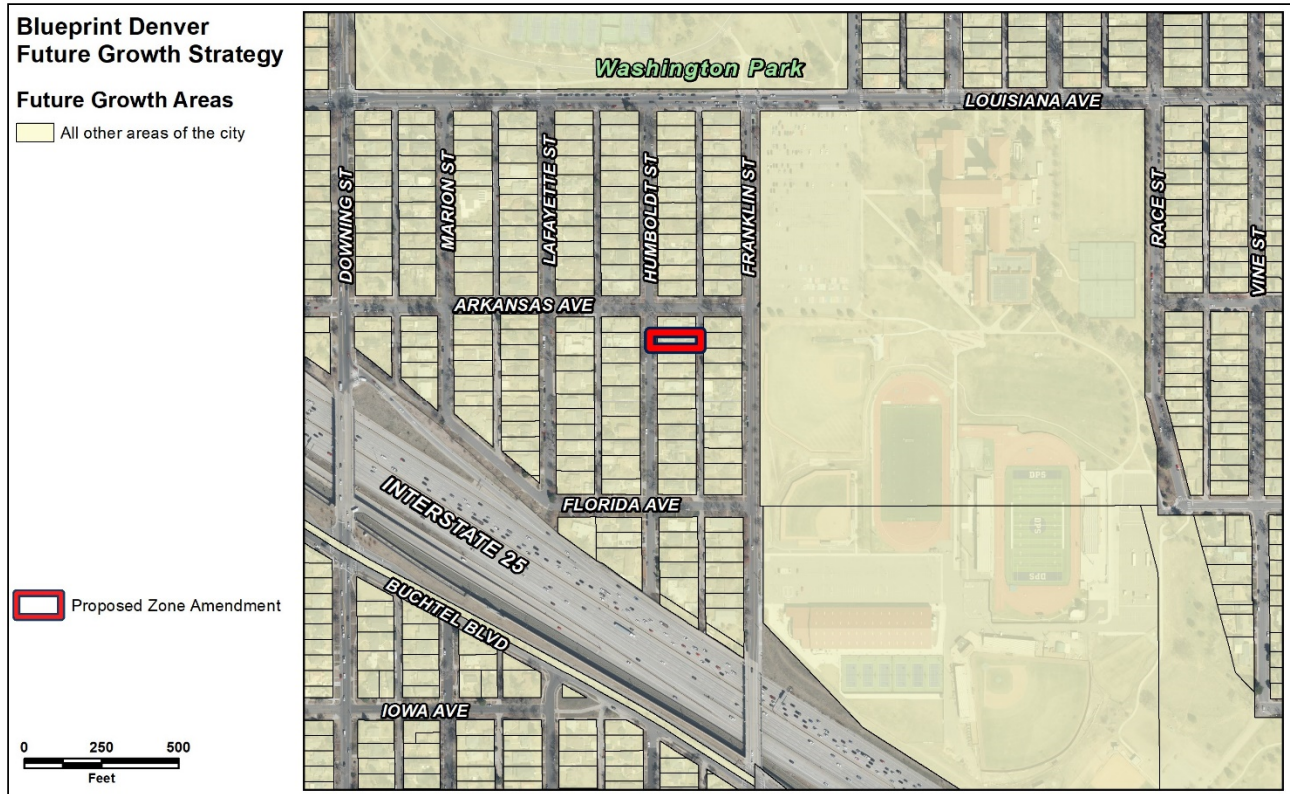 Blueprint Denver
Future Growth Strategy
Future Growth Areas
All other areas of the city
Proposed Zone Amendment
0 250 500
Feet
Washington Park
LOUISIANA AVE
DOWNING ST
MARION ST
LAFAYETTE ST
HUMBOLDT ST
FRANKLIN ST
RACE ST
VINE ST
ARKANSAS AVE
FLORIDA AVE
INTERSTATE 25
BUCHTEL BLVD
IOWA AVE
DPS
DPS